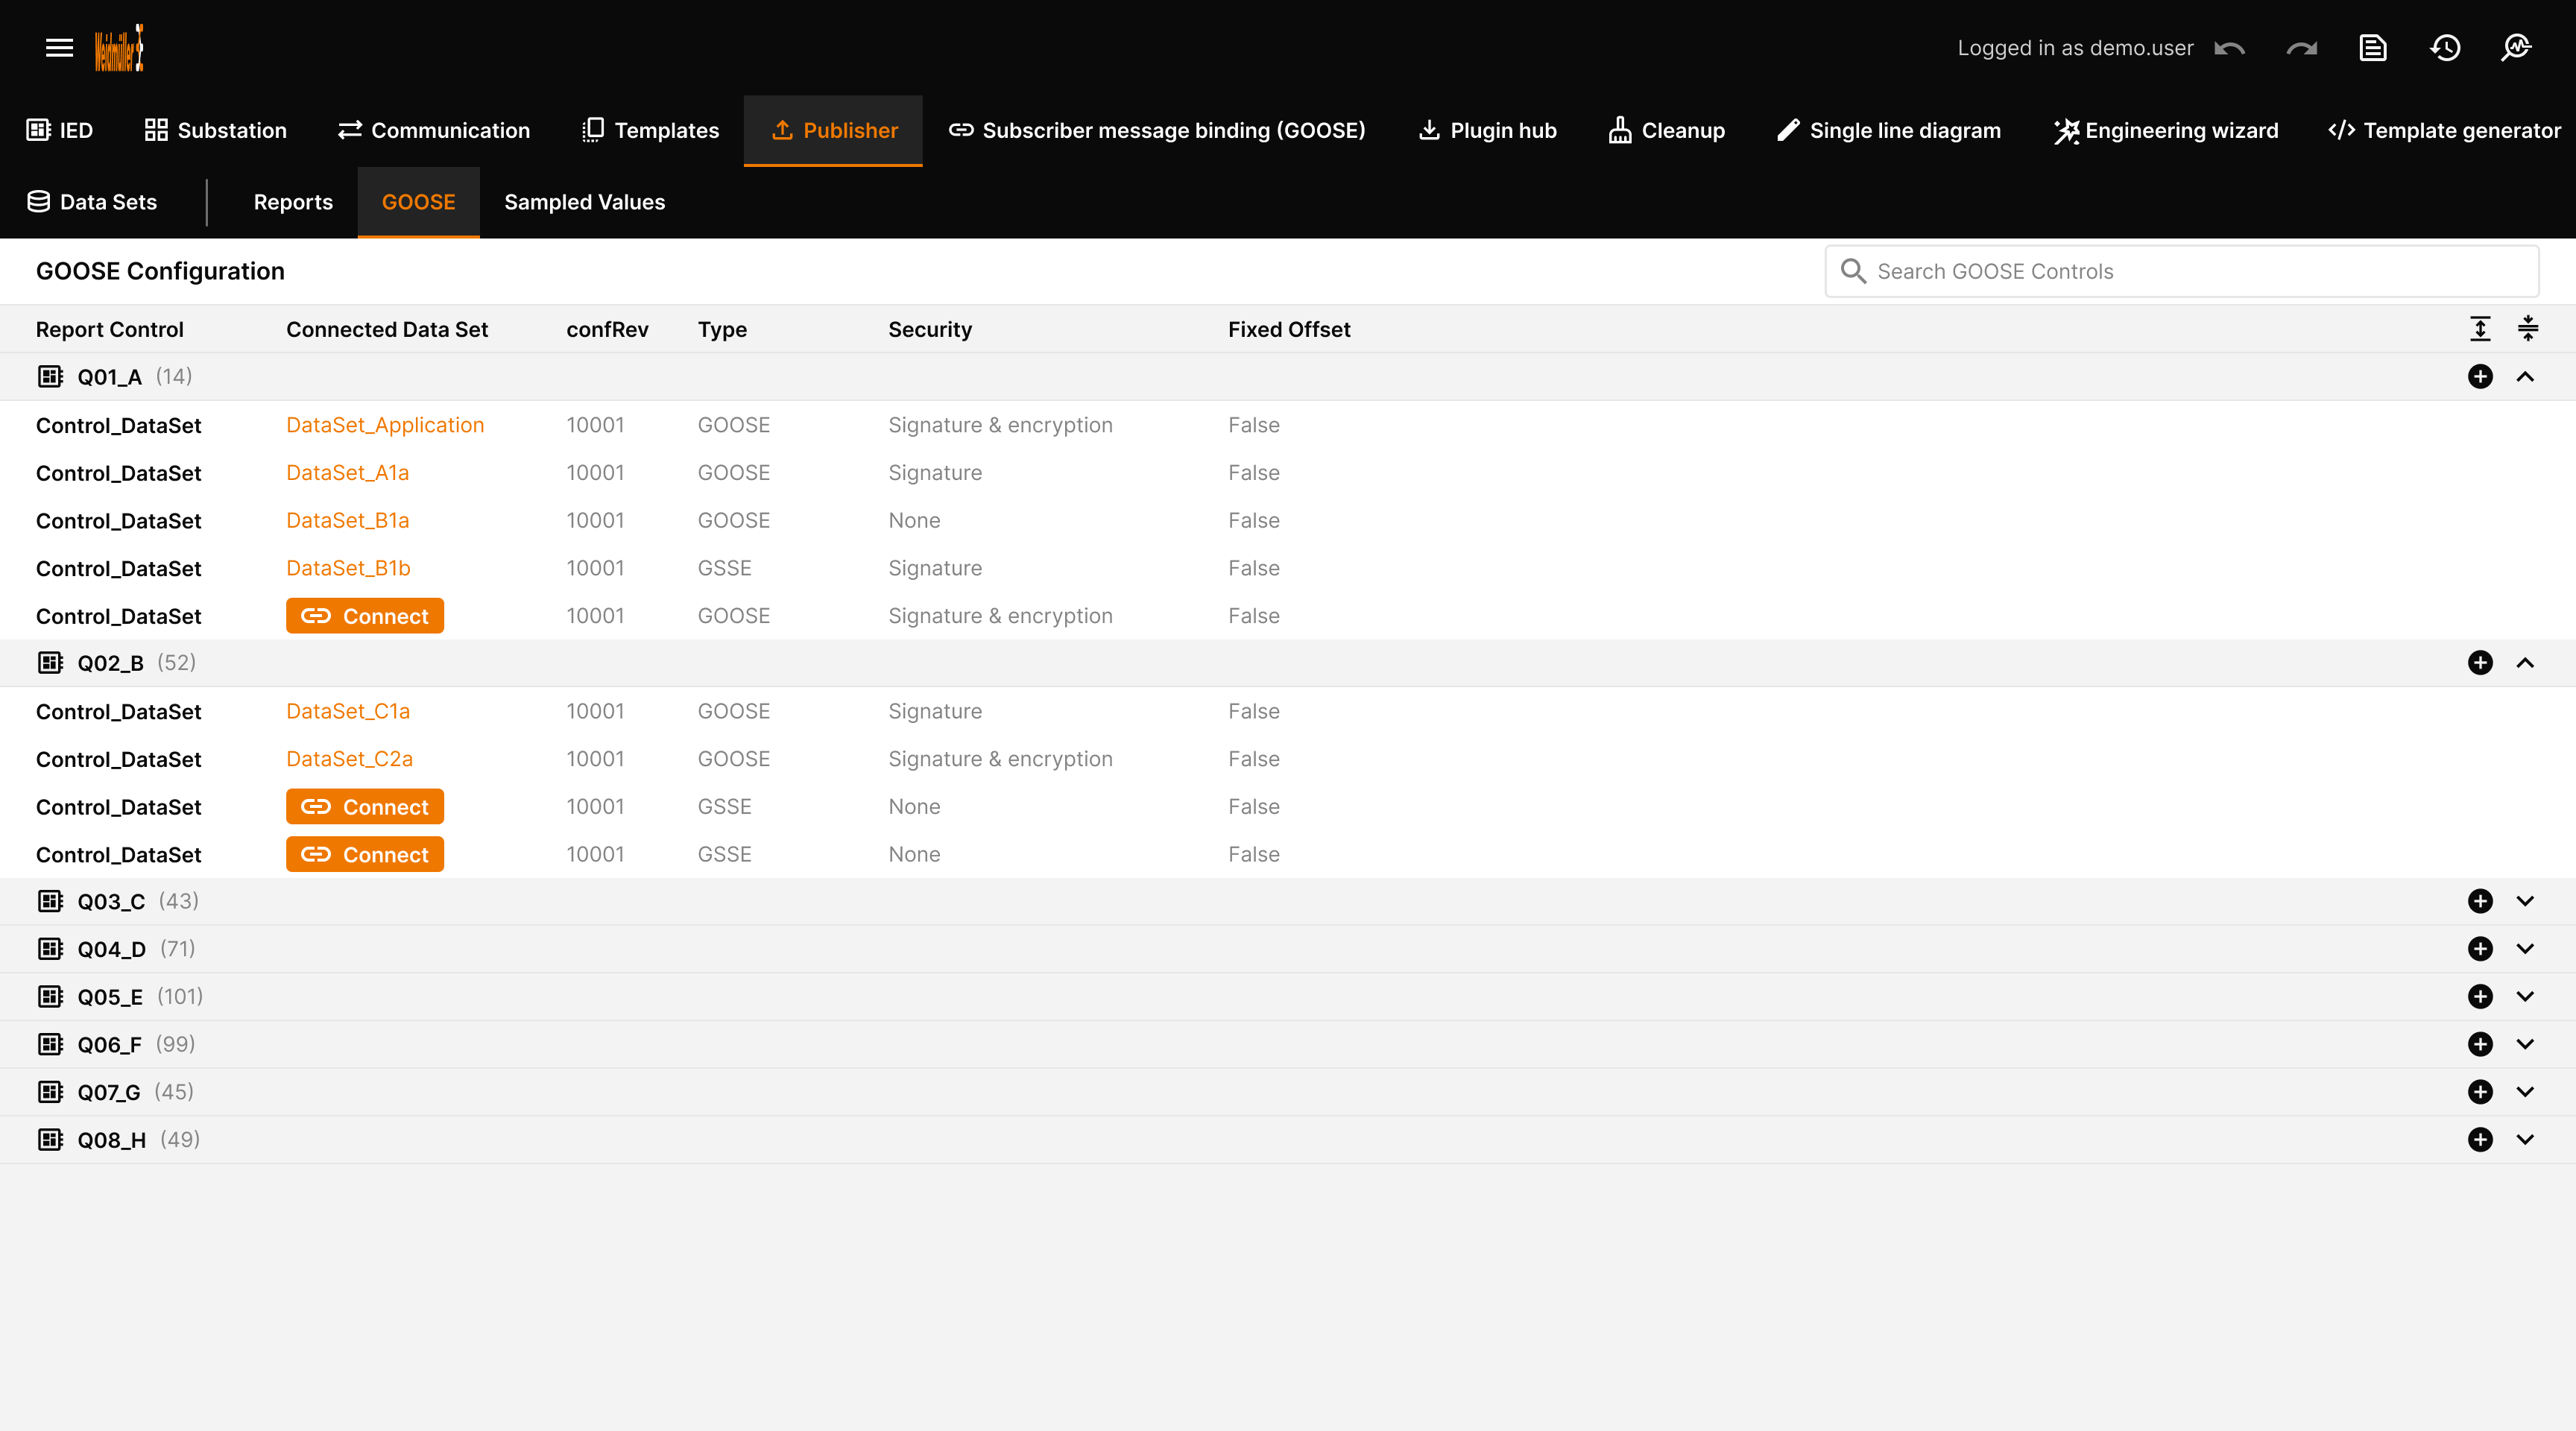 Weidmüller
Logged in as demo.user
IED Substation Communication Templates Publisher Subscriber message binding (GOOSE) Plugin hub Cleanup Single line diagram Engineering wizard Template generator
Data Sets Reports GOOSE Sampled Values
GOOSE Configuration Search GOOSE Controls
Report Control Connected Data Set confRev Type Security Fixed Offset
Q01_A (14)
Control_DataSet DataSet_Application 10001 GOOSE Signature & encryption False
Control_DataSet DataSet_A1a 10001 GOOSE Signature False
Control_DataSet DataSet_B1a 10001 GOOSE None False
Control_DataSet DataSet_B1b 10001 GSSE Signature False
Control_DataSet Connect 10001 GOOSE Signature & encryption False
Q02_B (52)
Control_DataSet DataSet_C1a 10001 GOOSE Signature False
Control_DataSet DataSet_C2a 10001 GOOSE Signature & encryption False
Control_DataSet Connect 10001 GSSE None False
Control_DataSet Connect 10001 GSSE None False
Q03_C (43)
Q04_D (71)
Q05_E (101)
Q06_F (99)
Q07_G (45)
Q08_H (49)